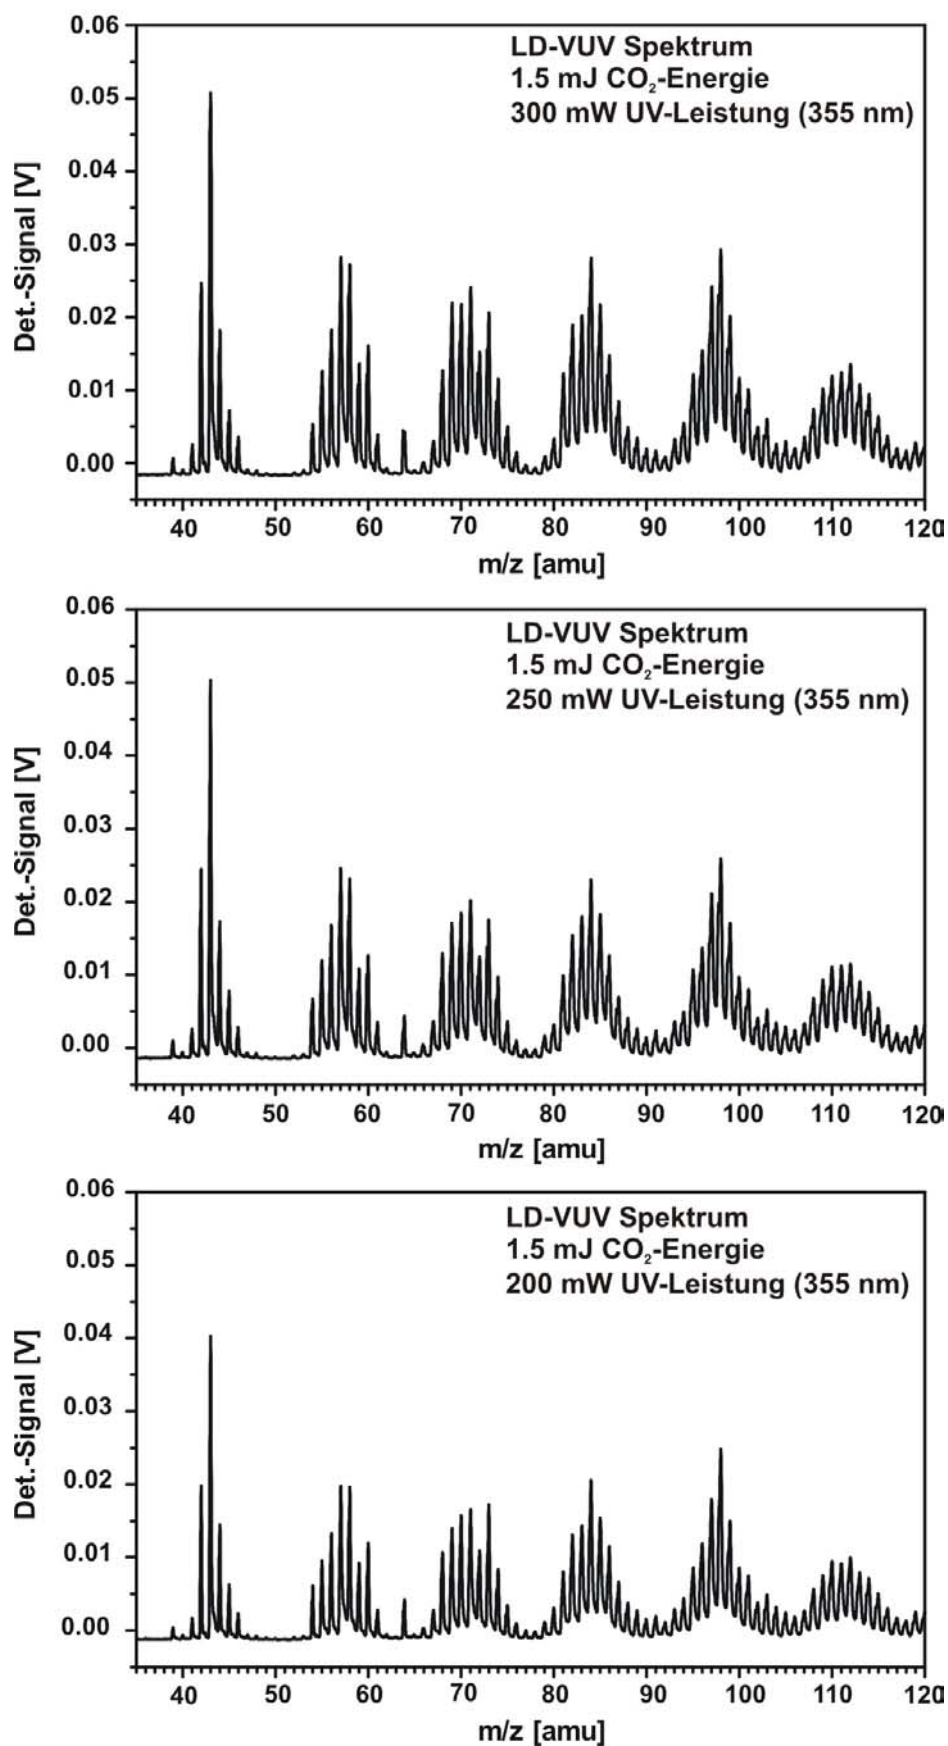 0.06
0.05
0.04
0.03
0.02
0.01
0.00
Det.-Signal [V]
LD-VUV Spektrum
1.5 mJ CO₂-Energie
300 mW UV-Leistung (355 nm)
40 50 60 70 80 90 100 110 120
m/z [amu]
0.06
0.05
0.04
0.03
0.02
0.01
0.00
Det.-Signal [V]
LD-VUV Spektrum
1.5 mJ CO₂-Energie
250 mW UV-Leistung (355 nm)
40 50 60 70 80 90 100 110 120
m/z [amu]
0.06
0.05
0.04
0.03
0.02
0.01
0.00
Det.-Signal [V]
LD-VUV Spektrum
1.5 mJ CO₂-Energie
200 mW UV-Leistung (355 nm)
40 50 60 70 80 90 100 110 120
m/z [amu]